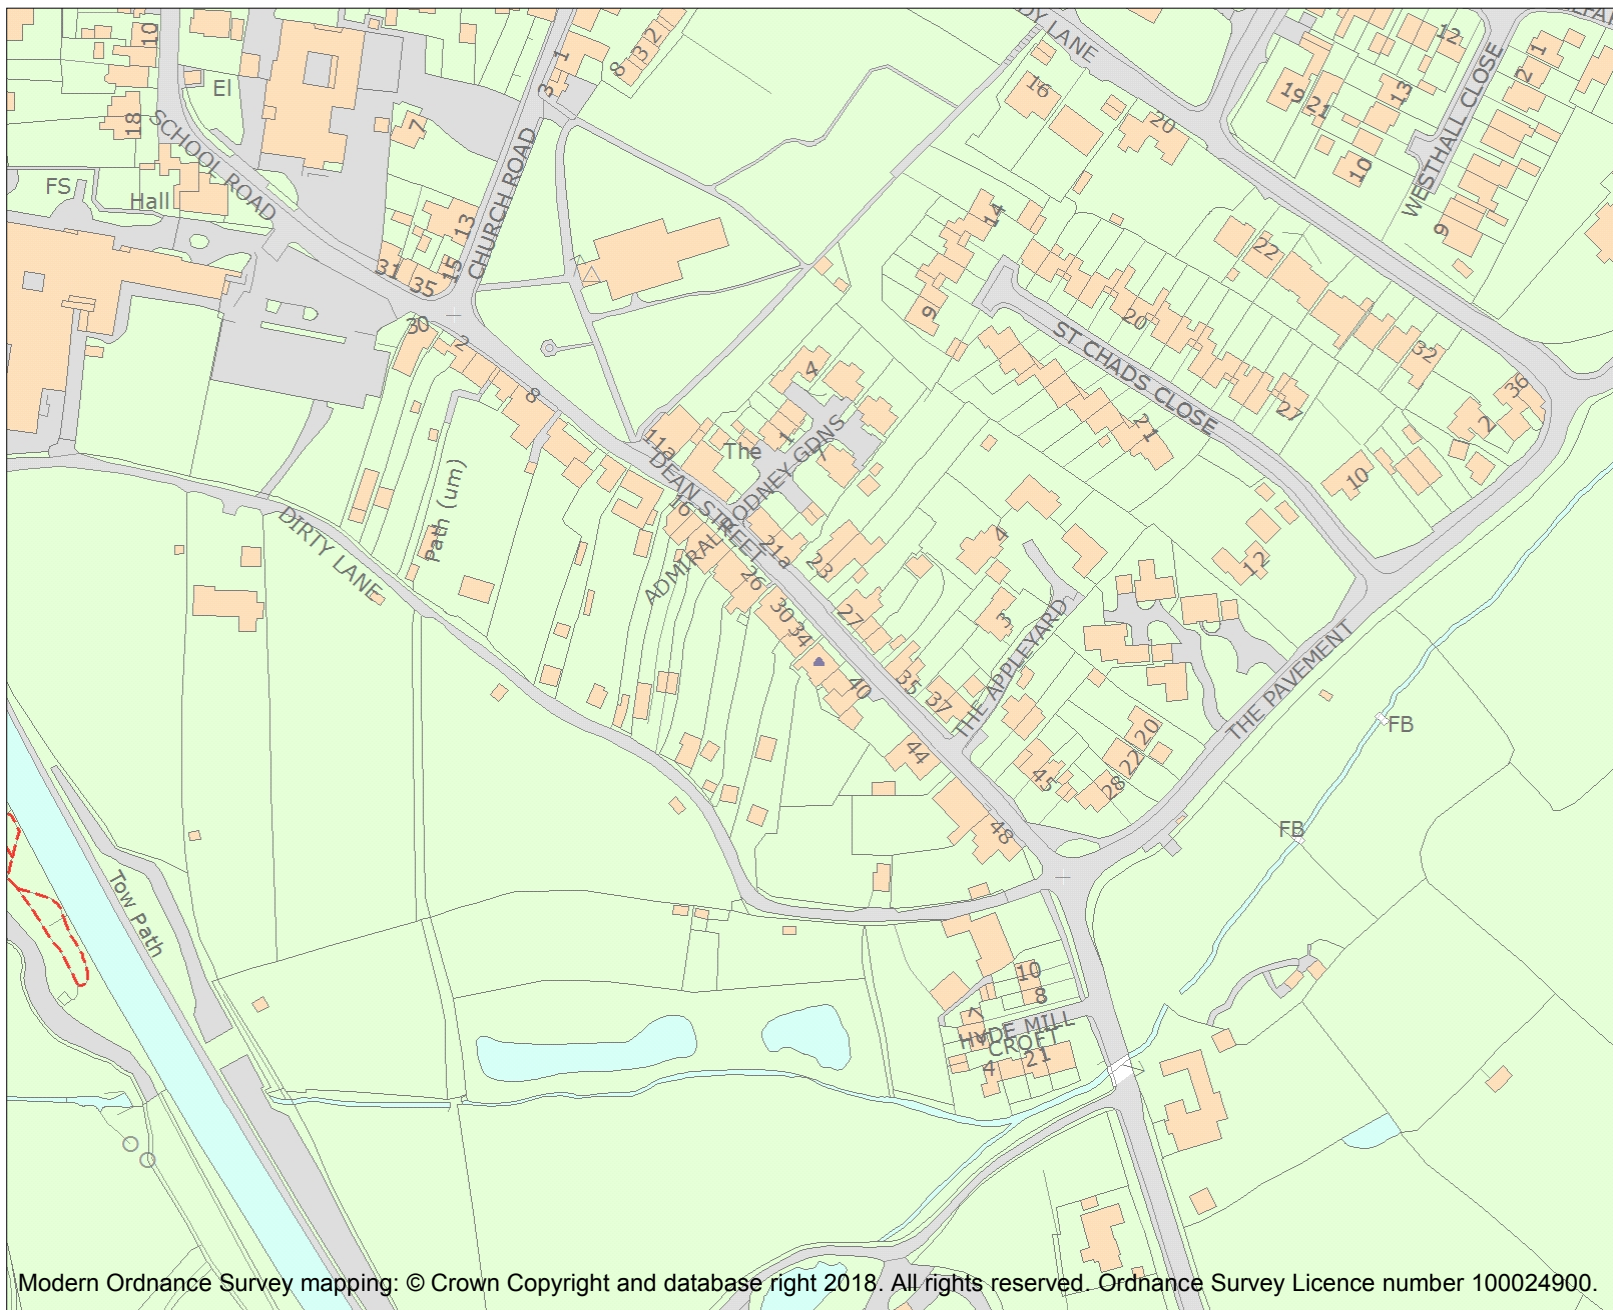 10
18
El
7
1
3
8
3
2
DY LANE
16
20
12
19
21
13
10
1
2
WESTHALL CLOSE
9
SCHOOL ROAD
FS
Hall
CHURCH ROAD
13
15
31
35
30
2
8
14
9
22
20
ST CHADS CLOSE
32
36
2
27
21
10
12
4
1
7
The
11a
DEAN STREET
ADMIRAL RODNEY GDNS
16
21a
23
26
30
34
27
40
35
37
44
45
48
4
3
THE APPLEYARD
20
22
28
THE PAVEMENT
FB
FB
Path (um)
DIRTY LANE
Tow Path
10
8
7
HYDE MILL
CROFT
4
21
Modern Ordnance Survey mapping: © Crown Copyright and database right 2018. All rights reserved. Ordnance Survey Licence number 100024900.